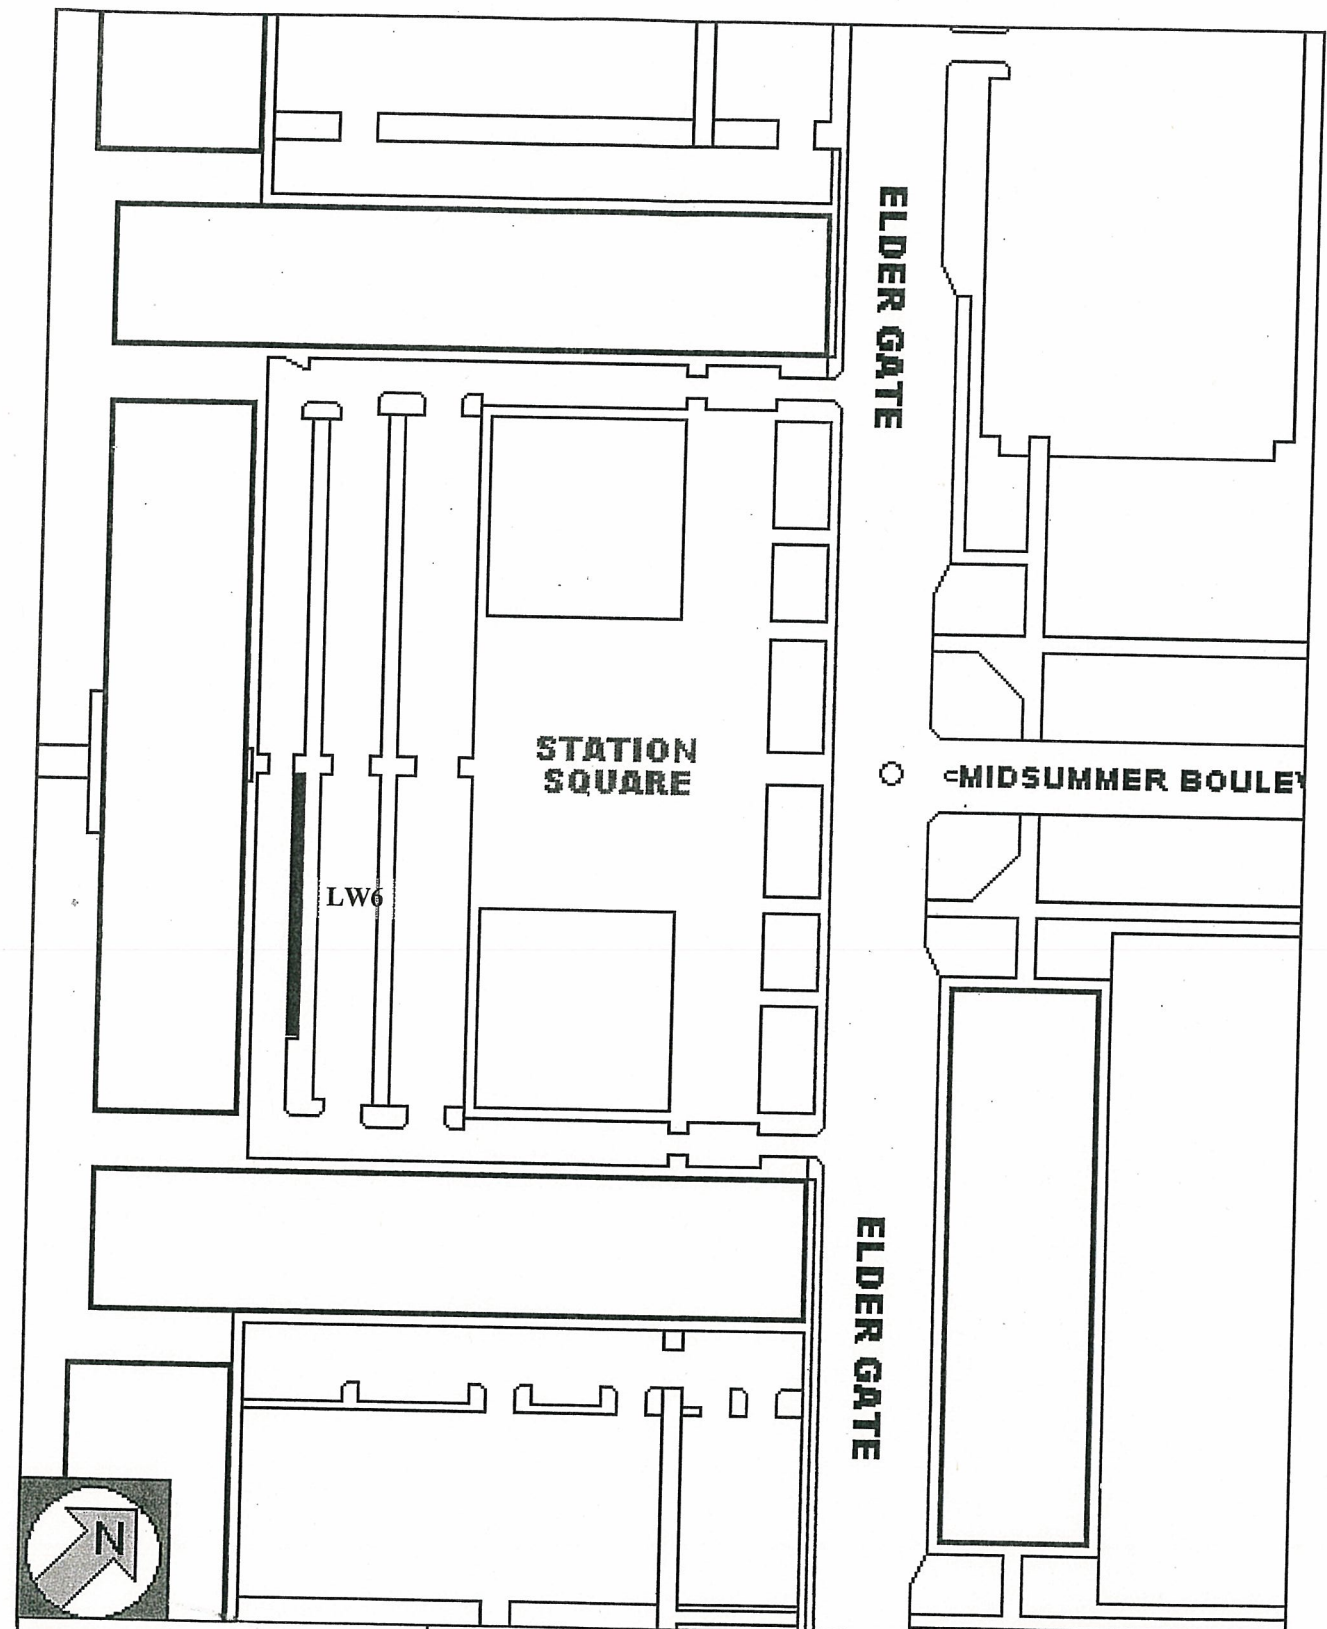 ELDER GATE
STATION
SQUARE
MIDSUMMER BOULEV
LW6
ELDER GATE
N